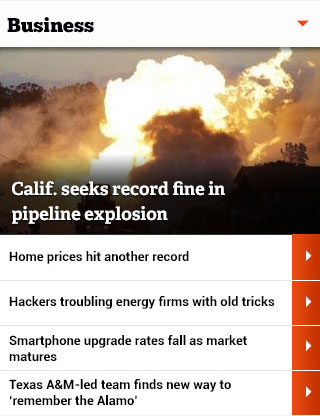 Business
Calif. seeks record fine in
pipeline explosion
Home prices hit another record
Hackers troubling energy firms with old tricks
Smartphone upgrade rates fall as market
matures
Texas A&M-led team finds new way to
‘remember the Alamo’